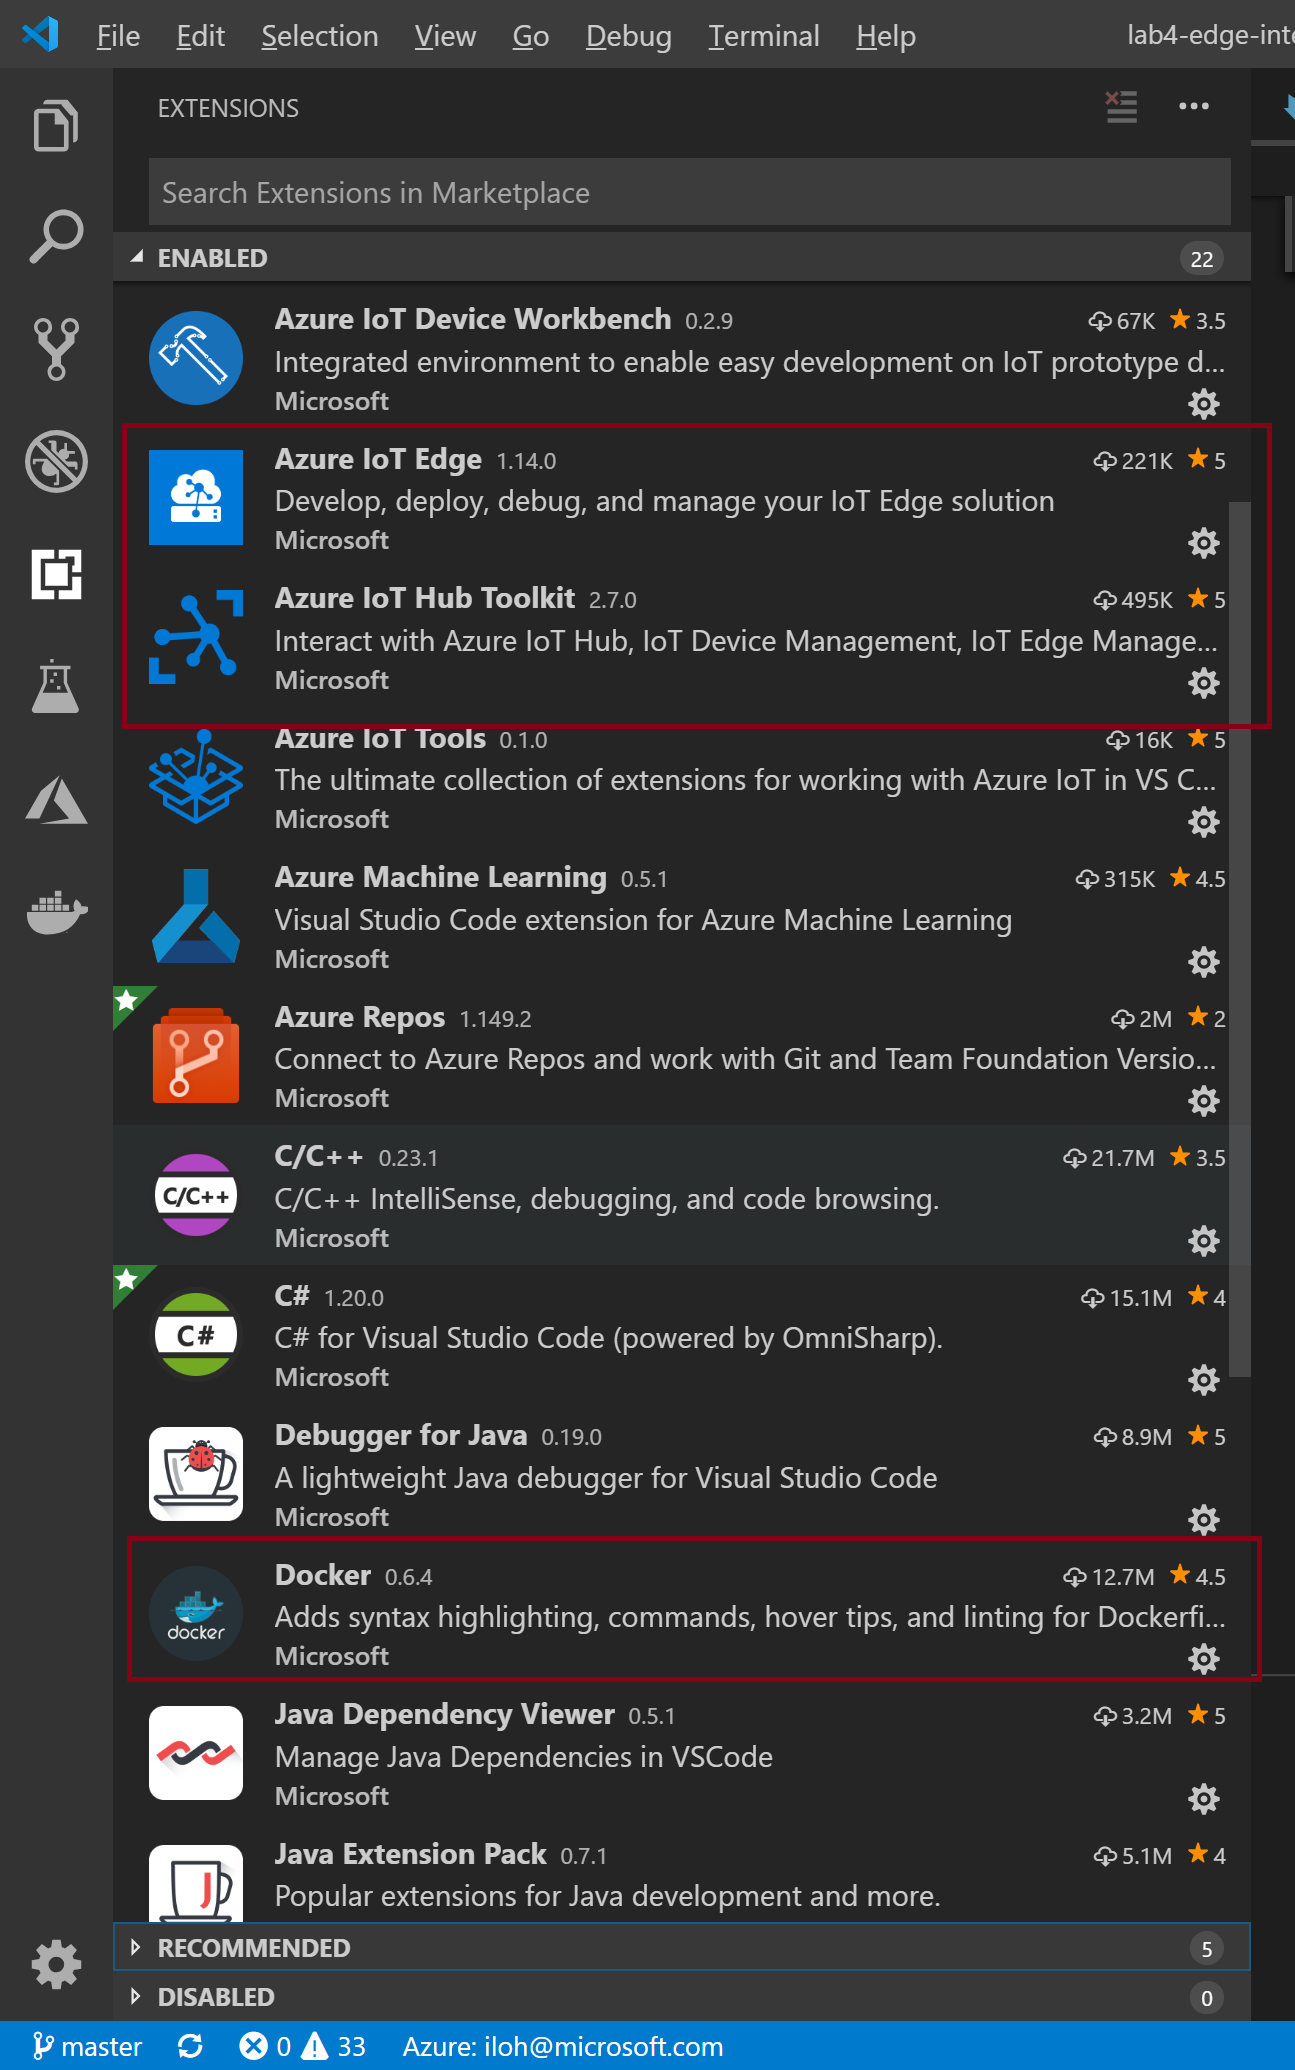 File Edit Selection View Go Debug Terminal Help lab4-edge-inte
EXTENSIONS
Search Extensions in Marketplace
ENABLED 22
Azure IoT Device Workbench 0.2.9 67K 3.5
Integrated environment to enable easy development on IoT prototype d...
Microsoft
Azure IoT Edge 1.14.0 221K 5
Develop, deploy, debug, and manage your IoT Edge solution
Microsoft
Azure IoT Hub Toolkit 2.7.0 495K 5
Interact with Azure IoT Hub, IoT Device Management, IoT Edge Manage...
Microsoft
Azure IoT Tools 0.1.0 16K 5
The ultimate collection of extensions for working with Azure IoT in VS C...
Microsoft
Azure Machine Learning 0.5.1 315K 4.5
Visual Studio Code extension for Azure Machine Learning
Microsoft
Azure Repos 1.149.2 2M 2
Connect to Azure Repos and work with Git and Team Foundation Versio...
Microsoft
C/C++ 0.23.1 21.7M 3.5
C/C++
C/C++ IntelliSense, debugging, and code browsing.
Microsoft
C# 1.20.0 15.1M 4
C#
C# for Visual Studio Code (powered by OmniSharp).
Microsoft
Debugger for Java 0.19.0 8.9M 5
A lightweight Java debugger for Visual Studio Code
Microsoft
Docker 0.6.4 12.7M 4.5
Adds syntax highlighting, commands, hover tips, and linting for Dockerfi...
docker
Microsoft
Java Dependency Viewer 0.5.1 3.2M 5
Manage Java Dependencies in VSCode
Microsoft
Java Extension Pack 0.7.1 5.1M 4
J
Popular extensions for Java development and more.
RECOMMENDED 5
DISABLED 0
master 0 33 Azure: iloh@microsoft.com